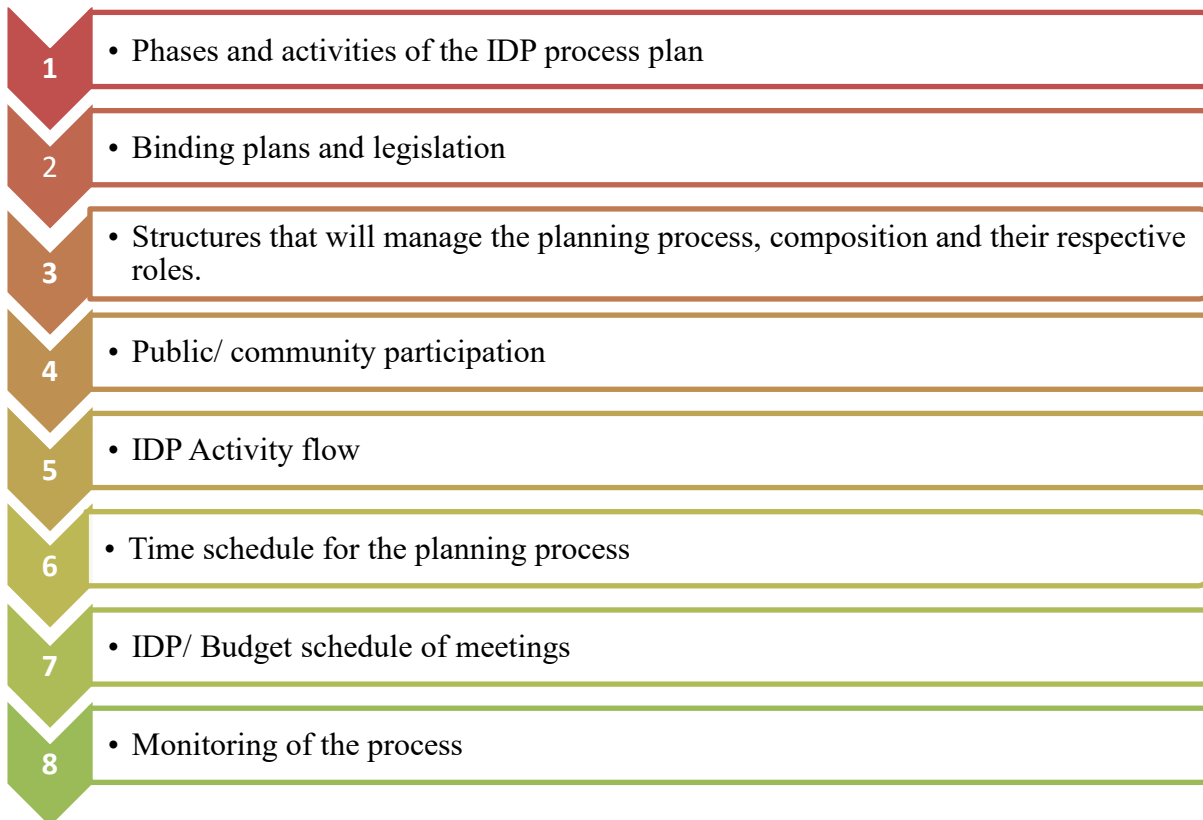 1
• Phases and activities of the IDP process plan
2
• Binding plans and legislation
3
• Structures that will manage the planning process, composition and their respective
roles.
4
• Public/ community participation
5
• IDP Activity flow
6
• Time schedule for the planning process
7
• IDP/ Budget schedule of meetings
8
• Monitoring of the process